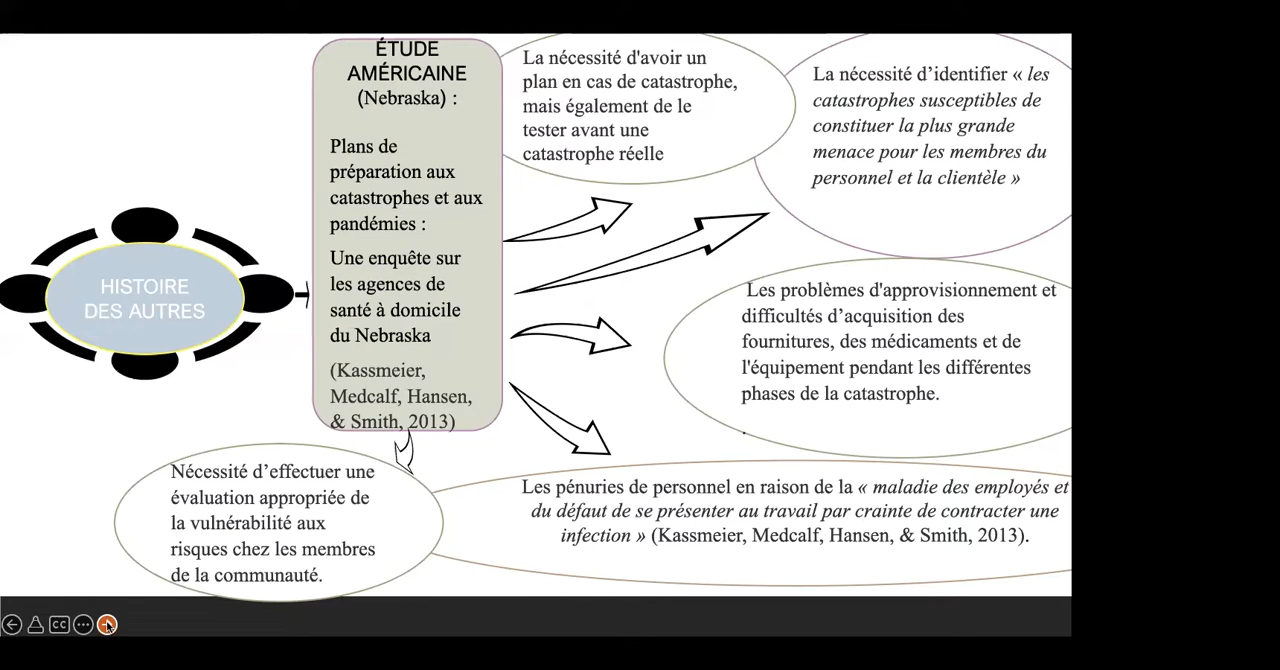 HISTOIRE
DES AUTRES
ÉTUDE
AMÉRICAINE
(Nebraska) :
Plans de
préparation aux
catastrophes et aux
pandémies :
Une enquête sur
les agences de
santé à domicile
du Nebraska
(Kassmeier,
Medcalf, Hansen,
& Smith, 2013)
La nécessité d'avoir un
plan en cas de catastrophe,
mais également de le
tester avant une
catastrophe réelle
La nécessité d’identifier « les
catastrophes susceptibles de
constituer la plus grande
menace pour les membres du
personnel et la clientèle »
Les problèmes d'approvisionnement et
difficultés d’acquisition des
fournitures, des médicaments et de
l'équipement pendant les différentes
phases de la catastrophe.
.
Les pénuries de personnel en raison de la « maladie des employés et
du défaut de se présenter au travail par crainte de contracter une
infection » (Kassmeier, Medcalf, Hansen, & Smith, 2013).
Nécessité d’effectuer une
évaluation appropriée de
la vulnérabilité aux
risques chez les membres
de la communauté.
CC